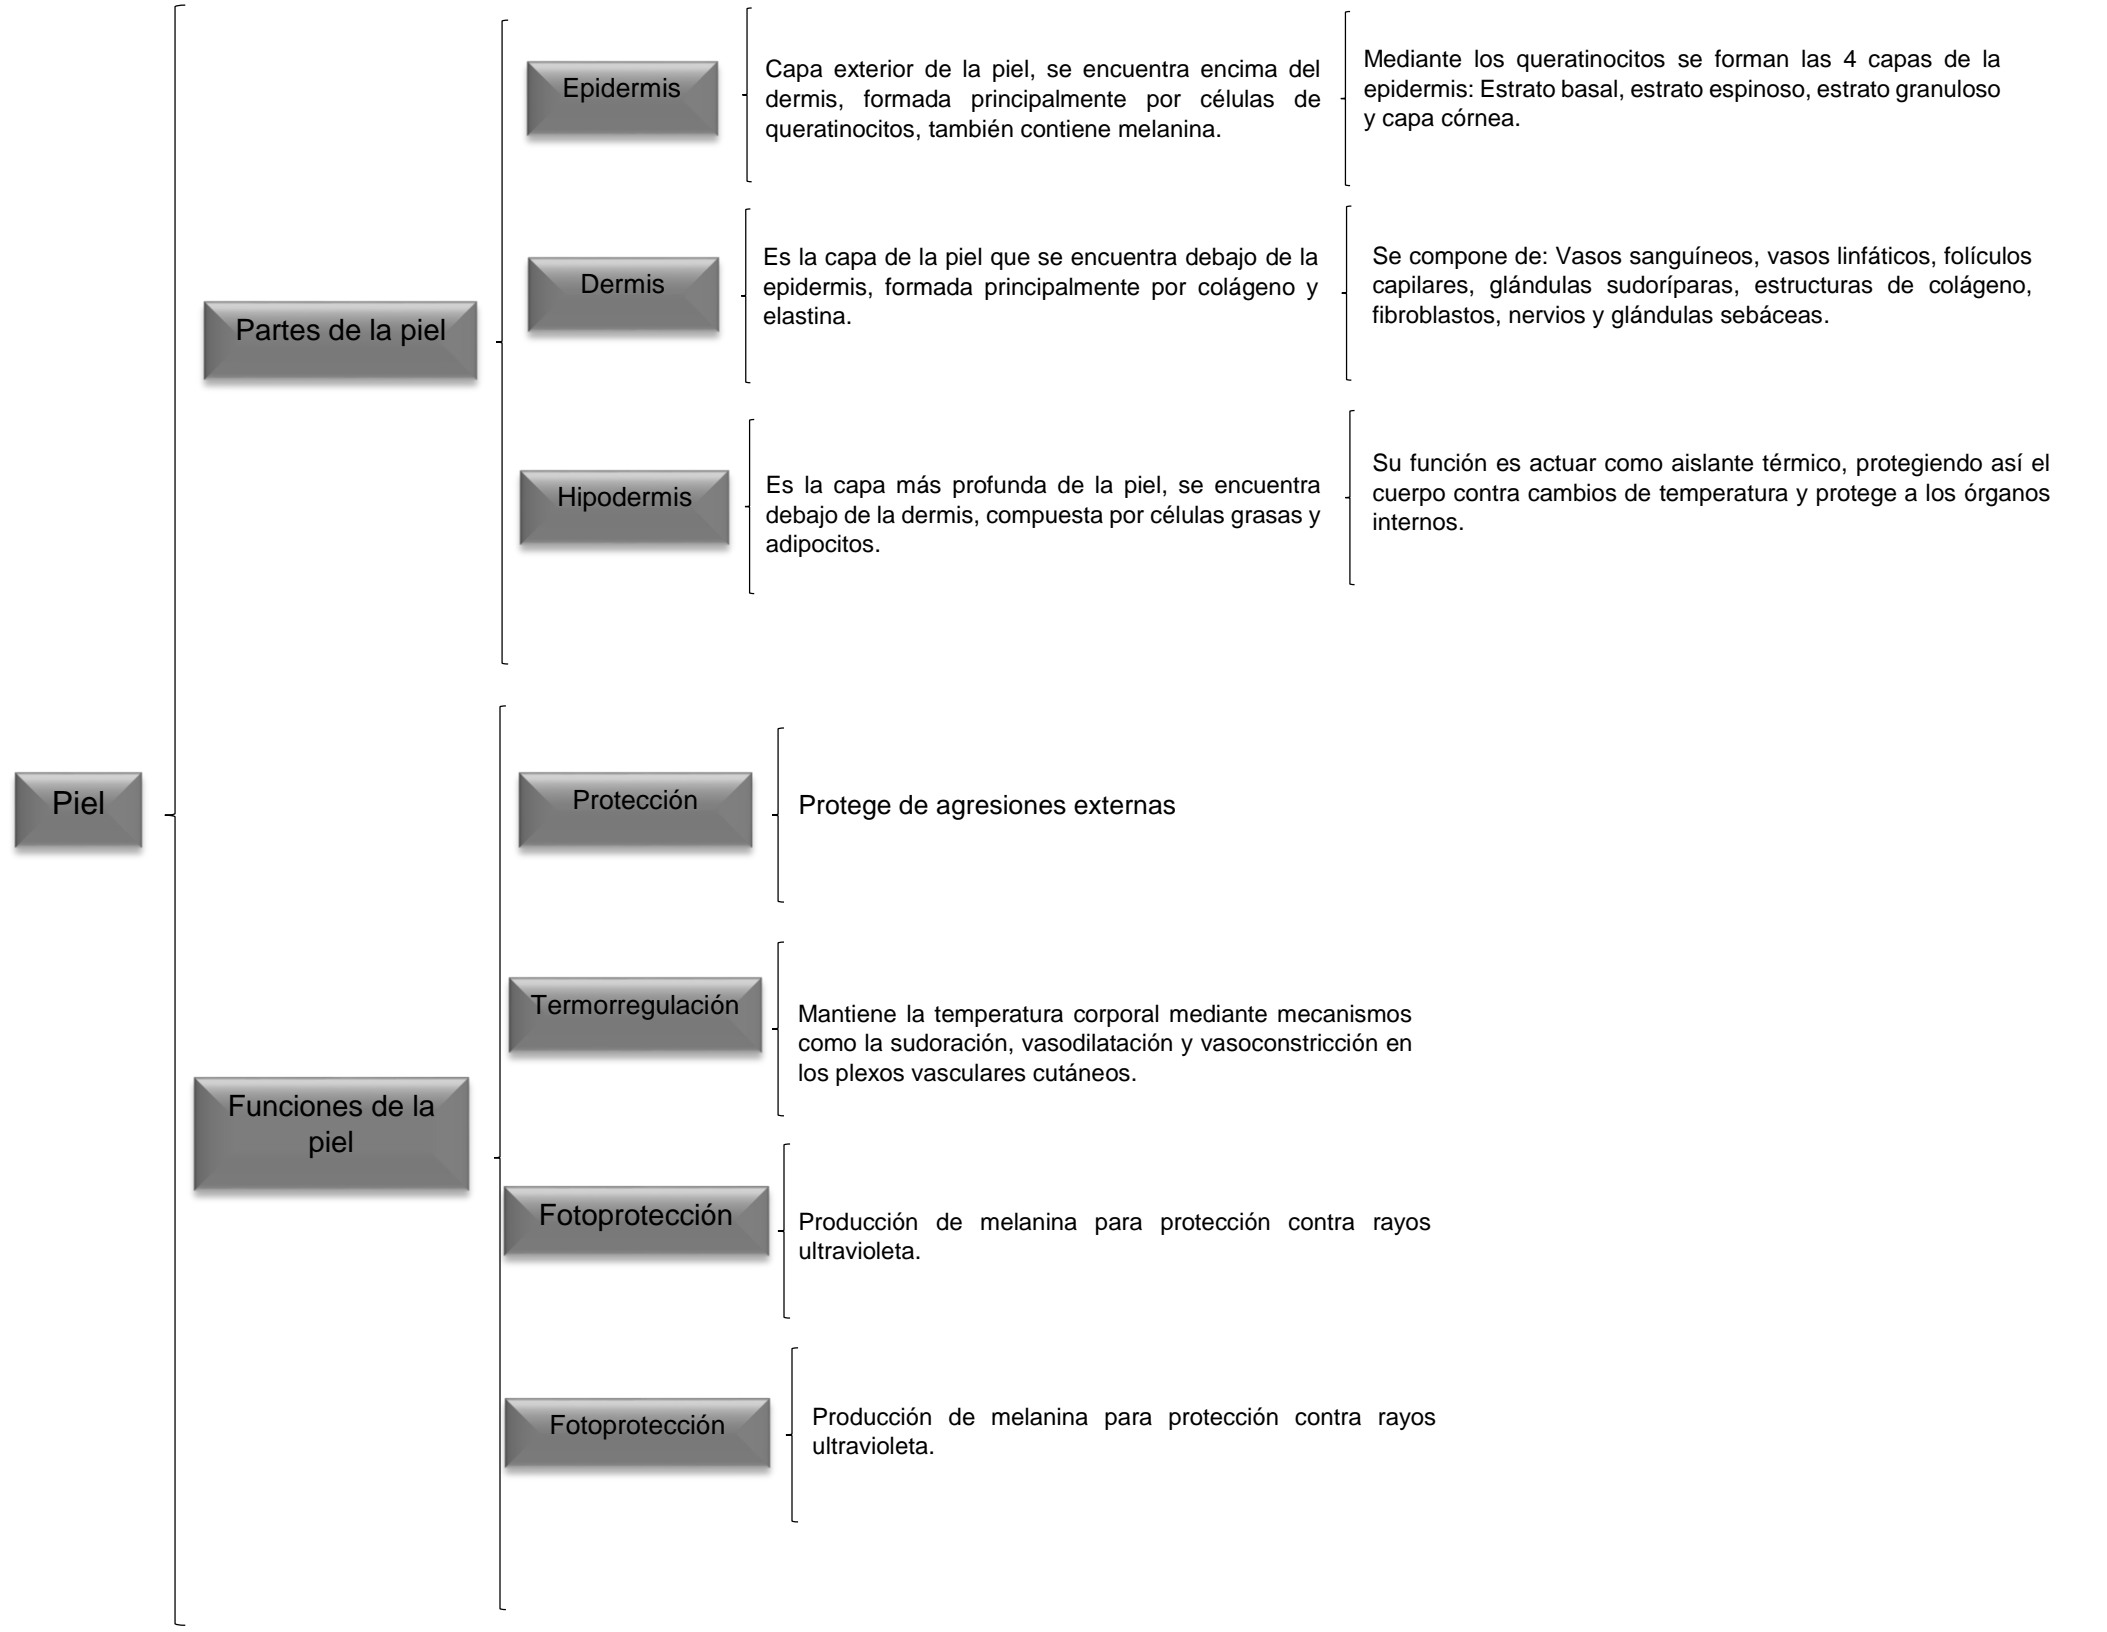 Piel
Partes de la piel
Epidermis
Capa exterior de la piel, se encuentra encima del
dermis, formada principalmente por células de
queratinocitos, también contiene melanina.
Mediante los queratinocitos se forman las 4 capas de la
epidermis: Estrato basal, estrato espinoso, estrato granuloso
y capa córnea.
Dermis
Es la capa de la piel que se encuentra debajo de la
epidermis, formada principalmente por colágeno y
elastina.
Se compone de: Vasos sanguíneos, vasos linfáticos, folículos
capilares, glándulas sudoríparas, estructuras de colágeno,
fibroblastos, nervios y glándulas sebáceas.
Hipodermis
Es la capa más profunda de la piel, se encuentra
debajo de la dermis, compuesta por células grasas y
adipocitos.
Su función es actuar como aislante térmico, protegiendo así el
cuerpo contra cambios de temperatura y protege a los órganos
internos.
Funciones de la
piel
Protección
Protege de agresiones externas
Termorregulación
Mantiene la temperatura corporal mediante mecanismos
como la sudoración, vasodilatación y vasoconstricción en
los plexos vasculares cutáneos.
Fotoprotección
Producción de melanina para protección contra rayos
ultravioleta.
Fotoprotección
Producción de melanina para protección contra rayos
ultravioleta.